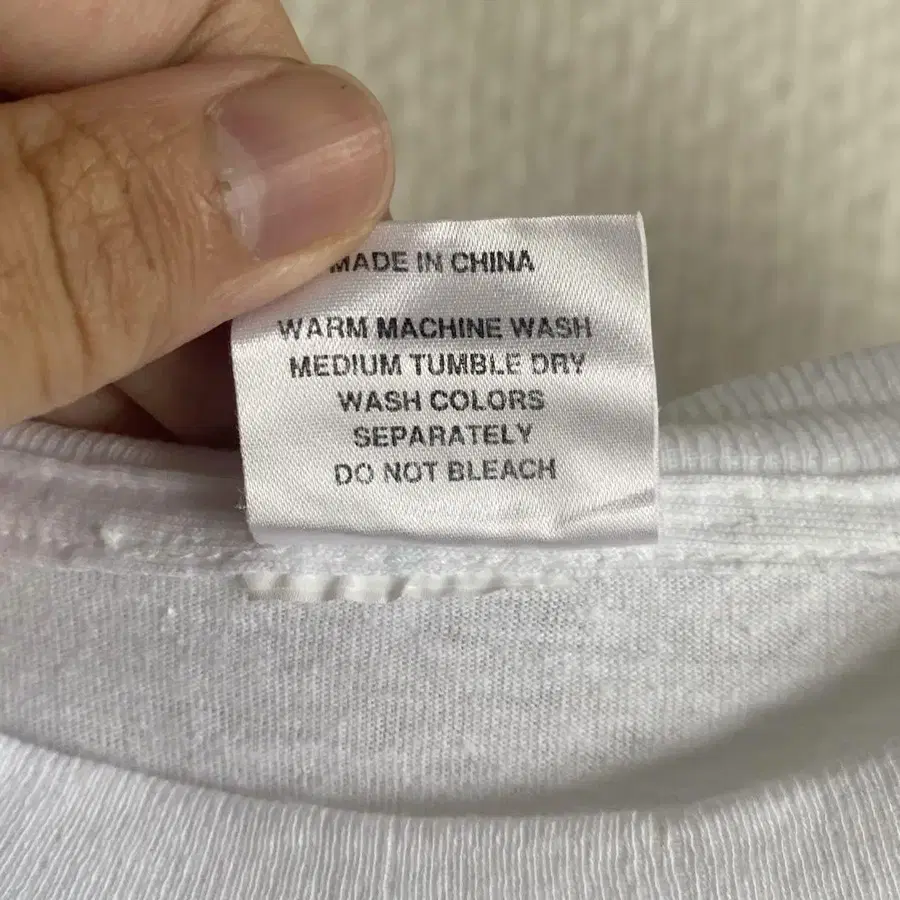 MADE IN CHINA
WARM MACHINE WASH
MEDIUM TUMBLE DRY
WASH COLORS
SEPARATELY
DO NOT BLEACH